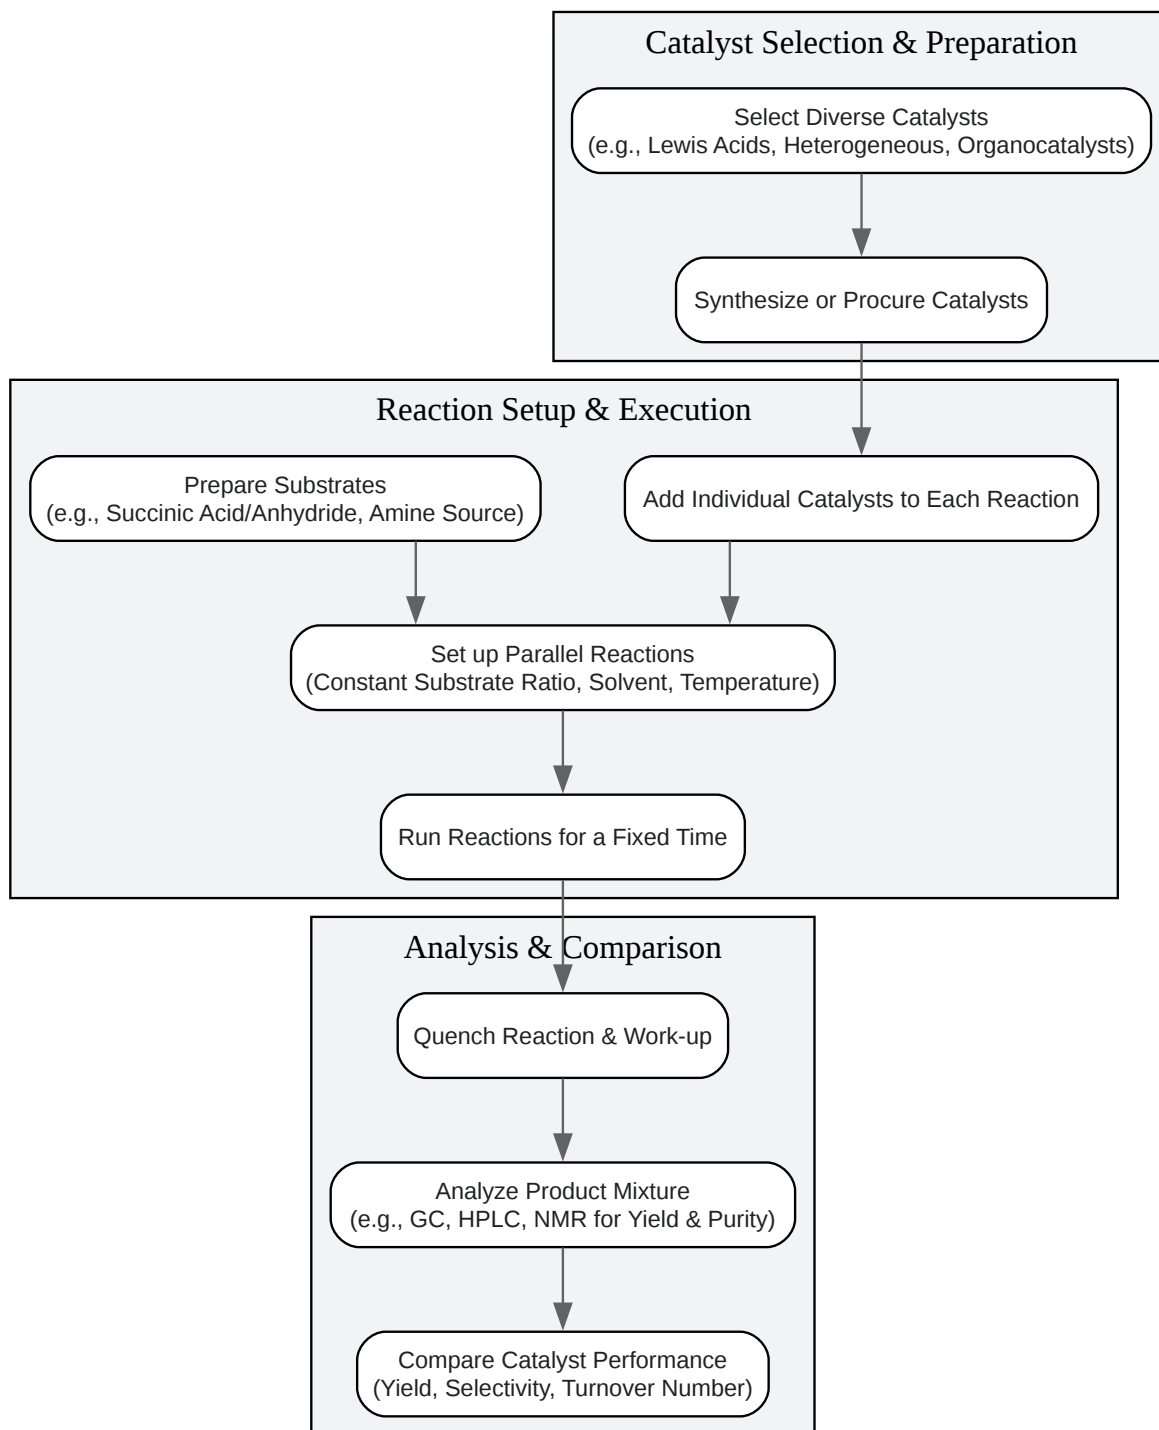 Catalyst Selection & Preparation
Select Diverse Catalysts
(e.g., Lewis Acids, Heterogeneous, Organocatalysts)
Synthesize or Procure Catalysts
Reaction Setup & Execution
Prepare Substrates
(e.g., Succinic Acid/Anhydride, Amine Source)
Add Individual Catalysts to Each Reaction
Set up Parallel Reactions
(Constant Substrate Ratio, Solvent, Temperature)
Run Reactions for a Fixed Time
Analysis & Comparison
Quench Reaction & Work-up
Analyze Product Mixture
(e.g., GC, HPLC, NMR for Yield & Purity)
Compare Catalyst Performance
(Yield, Selectivity, Turnover Number)